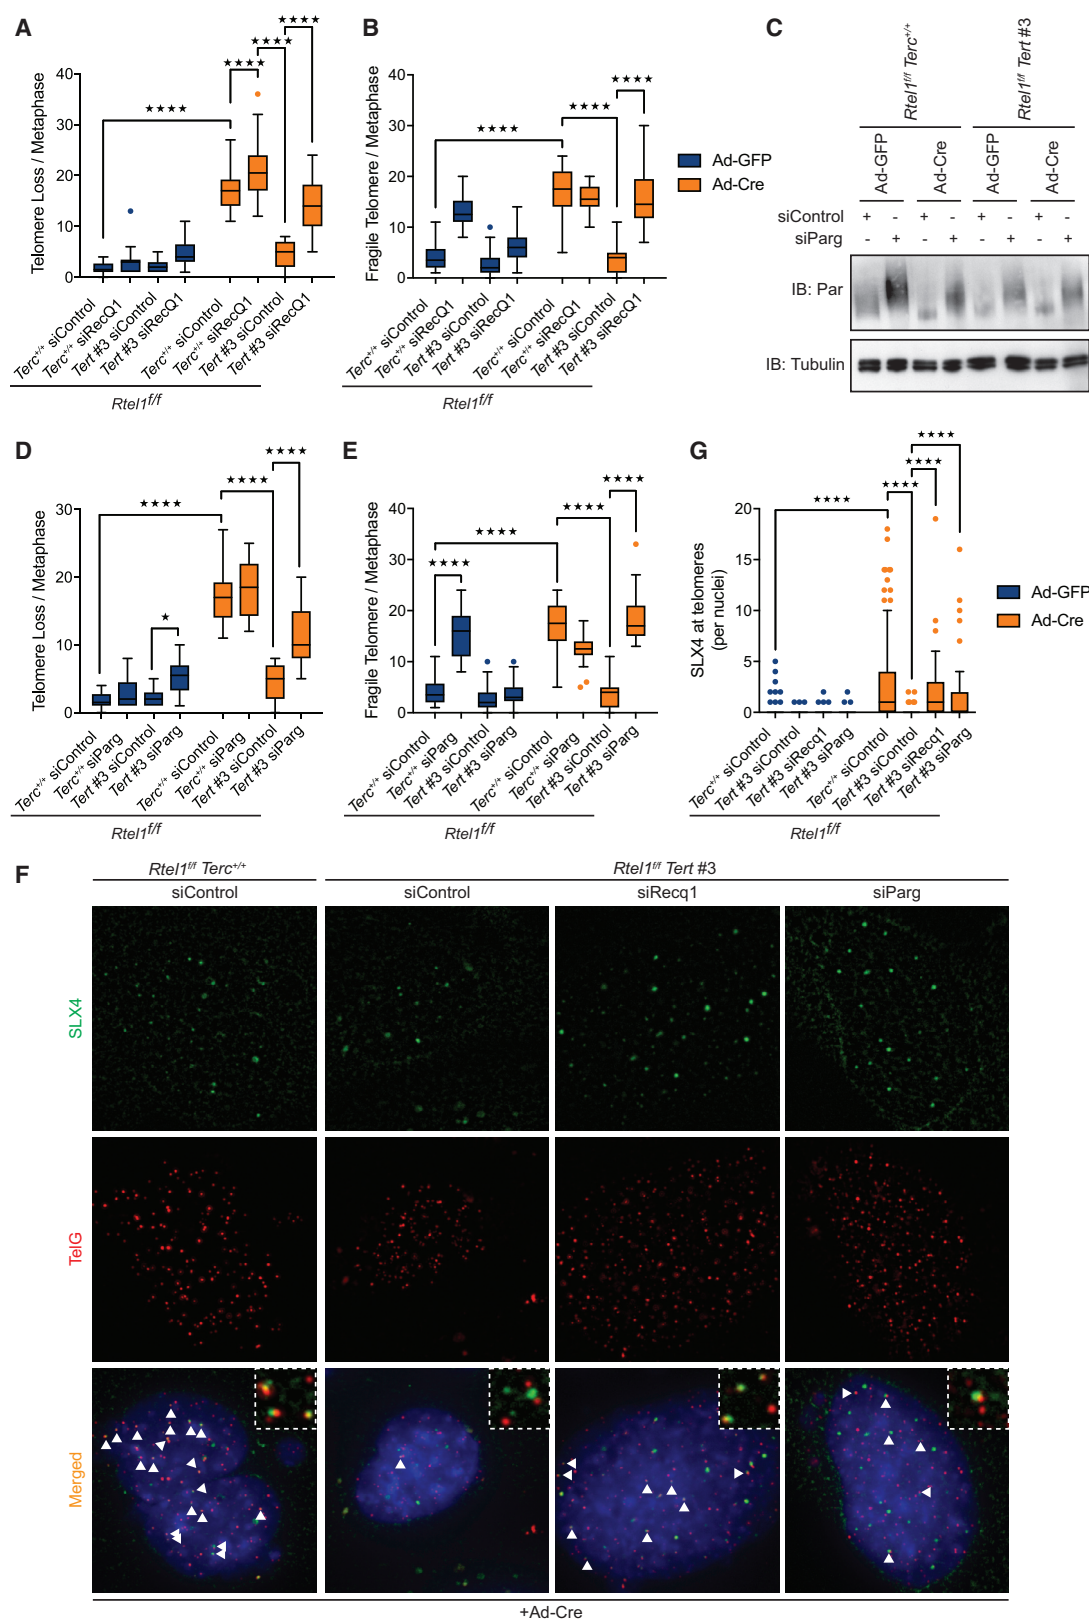 A
Telomere Loss / Metaphase
40
30
20
10
0
★★★★
★★★★
★★★★
★★★★
Terc+/+ siControl
Terc+/+ siRecQ1
Tert #3 siControl
Tert #3 siRecQ1
Terc+/+ siControl
Terc+/+ siRecQ1
Tert #3 siControl
Tert #3 siRecQ1
Rtel1f/f
B
Fragile Telomere / Metaphase
40
30
20
10
0
★★★★
★★★★
★★★★
Terc+/+ siControl
Terc+/+ siRecQ1
Tert #3 siControl
Tert #3 siRecQ1
Terc+/+ siControl
Terc+/+ siRecQ1
Tert #3 siControl
Tert #3 siRecQ1
Rtel1f/f
Ad-GFP
Ad-Cre
C
Rtel1f/f Terc+/+
Rtel1f/f Tert #3
Ad-GFP
Ad-Cre
Ad-GFP
Ad-Cre
siControl + - + - + - + -
siParg - + - + - + - +
IB: Par
IB: Tubulin
D
Telomere Loss / Metaphase
30
20
10
0
★★★★
★
★★★★
★★★★
Terc+/+ siControl
Terc+/+ siParg
Tert #3 siControl
Tert #3 siParg
Terc+/+ siControl
Terc+/+ siParg
Tert #3 siControl
Tert #3 siParg
Rtel1f/f
E
Fragile Telomere / Metaphase
40
30
20
10
0
★★★★
★★★★
★★★★
★★★★
Terc+/+ siControl
Terc+/+ siParg
Tert #3 siControl
Tert #3 siParg
Terc+/+ siControl
Terc+/+ siParg
Tert #3 siControl
Tert #3 siParg
Rtel1f/f
G
SLX4 at telomeres
(per nuclei)
20
15
10
5
0
★★★★
★★★★
★★★★
★★★★
Terc+/+ siControl
Tert #3 siControl
Tert #3 siRecq1
Tert #3 siParg
Terc+/+ siControl
Tert #3 siControl
Tert #3 siRecq1
Tert #3 siParg
Rtel1f/f
Ad-GFP
Ad-Cre
F
Rtel1f/f Terc+/+
Rtel1f/f Tert #3
siControl
siControl
siRecq1
siParg
SLX4
TelG
Merged
+Ad-Cre